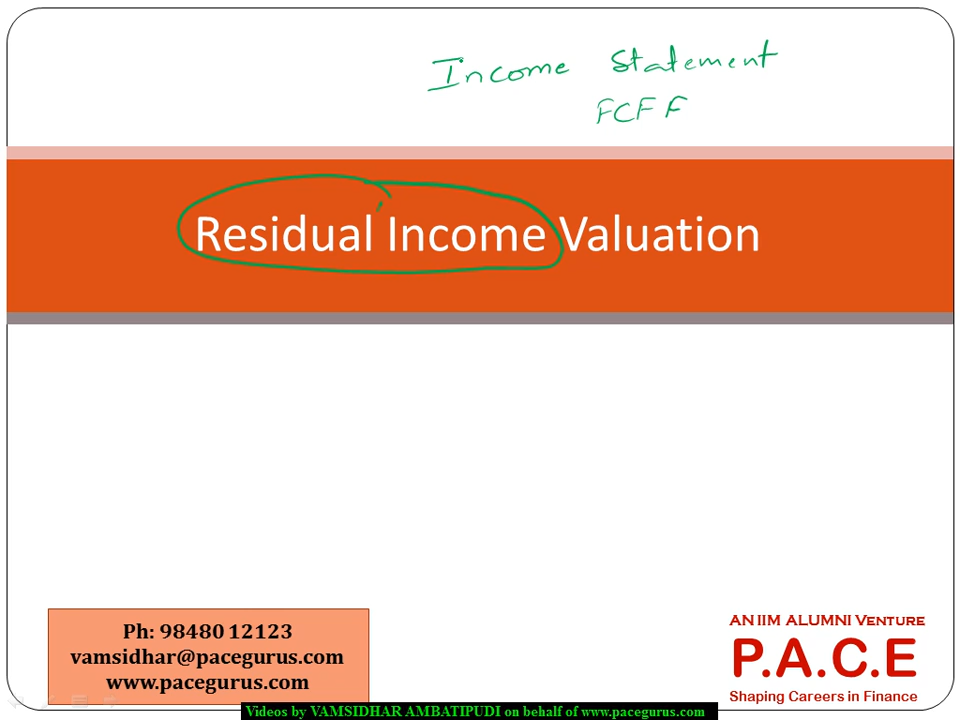 Income Statement
FCFF
Residual Income Valuation
Ph: 98480 12123
vamsidhar@pacegurus.com
www.pacegurus.com
AN IIM ALUMNI VENTURE
P.A.C.E
Shaping Careers in Finance
Videos by VAMSIDHAR AMBATIPUDI on behalf of www.pacegurus.com